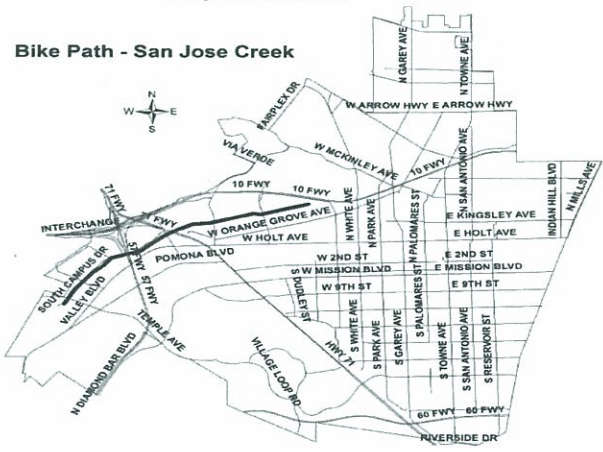 Bike Path - San Jose Creek
N
W E
S
N GAREY AVE
N TOWNE AVE
FAIRPLEX DR
W ARROW HWY E ARROW HWY
VIA VERDE
W MCKINLEY AVE
10 FWY
N SAN ANTONIO AVE
INDIAN HILL BLVD
N MILLS AVE
71 FWY
10 FWY
10 FWY
INTERCHANGE
FWY
W ORANGE GROVE AVE
N WHITE AVE
N PARK AVE
N PALOMARES ST
E KINGSLEY AVE
W HOLT AVE
E HOLT AVE
SOUTH CAMPUS DR
VALLEY BLVD
POMONA BLVD
57 FWY
57 FWY
W 2ND ST
E 2ND ST
W MISSION BLVD
E MISSION BLVD
W 9TH ST
E 9TH ST
S DUDLEY ST
TEMPLE AVE
N DIAMOND BAR BLVD
VILLAGE LOOP RD
HWY 71
S WHITE AVE
S PARK AVE
S GAREY AVE
S PALOMARES ST
S TOWNE AVE
S SAN ANTONIO AVE
S RESERVOIR ST
60 FWY
60 FWY
RIVERSIDE DR